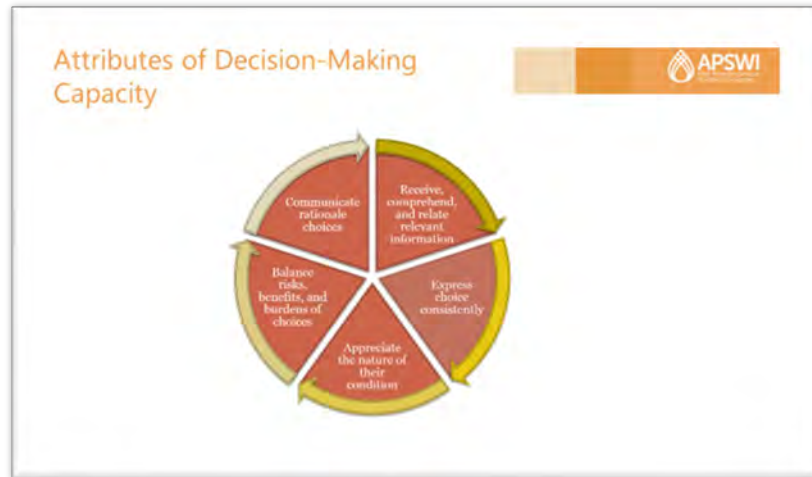 Attributes of Decision-Making
Capacity
APSWI
Receive,
comprehend,
and relate
relevant
information
Express
choice
consistently
Appreciate
the nature of
their
condition
Balance
risks,
benefits, and
burdens of
choices
Communicate
rationale
choices